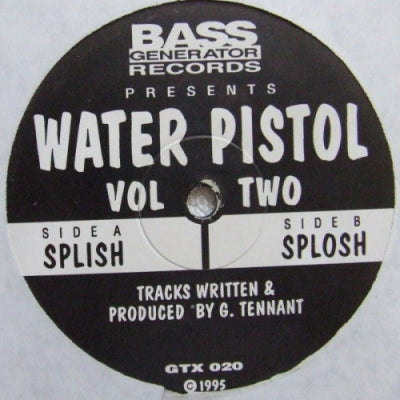 BASS
GENERATOR
RECORDS
PRESENTS
WATER PISTOL
VOL TWO
SIDE A
SPLISH
SIDE B
SPLOSH
TRACKS WRITTEN &
PRODUCED BY G. TENNANT
GTX 020
© 1995